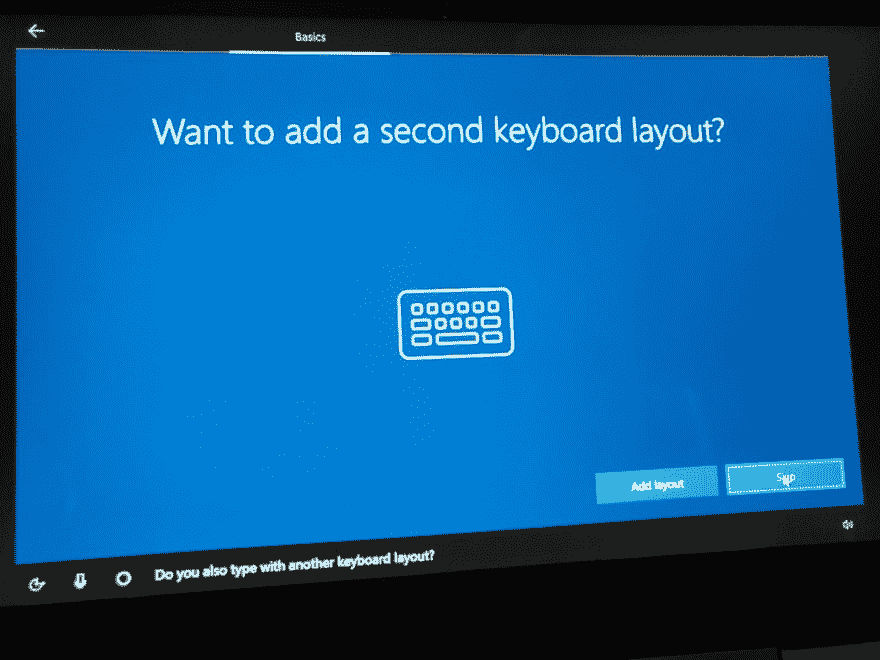 Basics
Want to add a second keyboard layout?
Add layout
Skip
Do you also type with another keyboard layout?